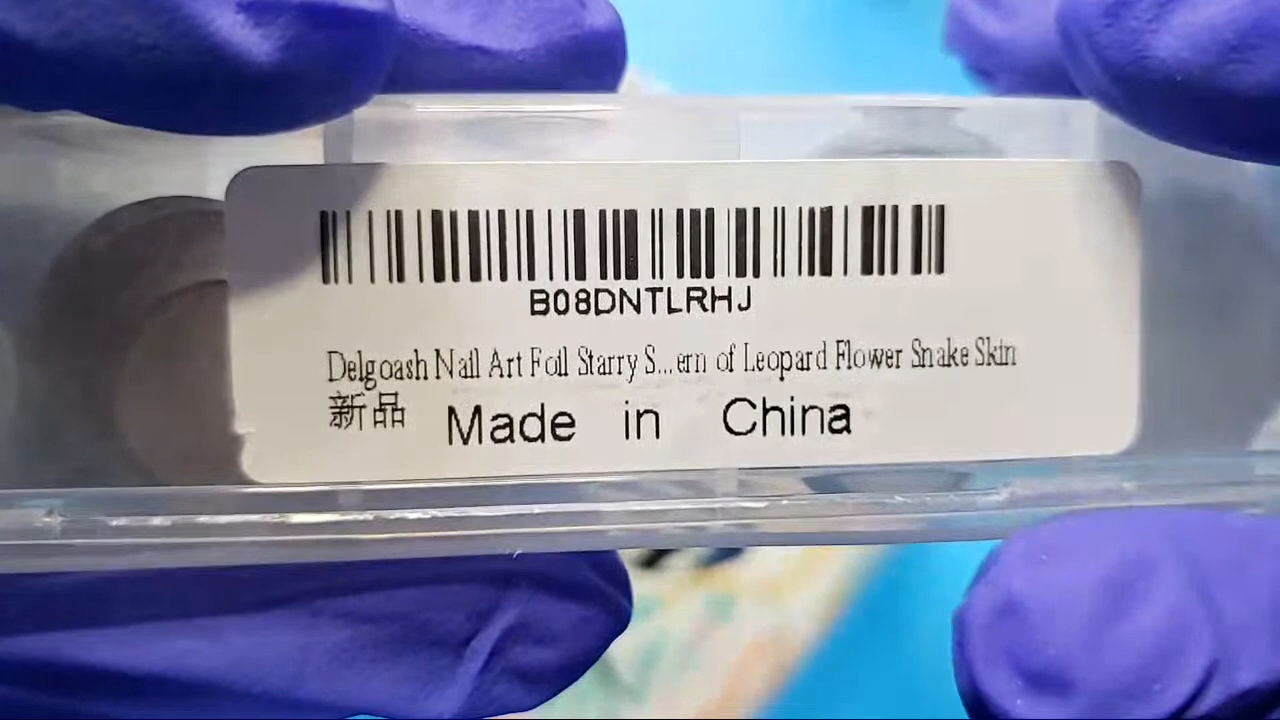 B08DNTLRHJ
Delgoash Nail Art Foil Starry S...ern of Leopard Flower Snake Skin
新品 Made in China